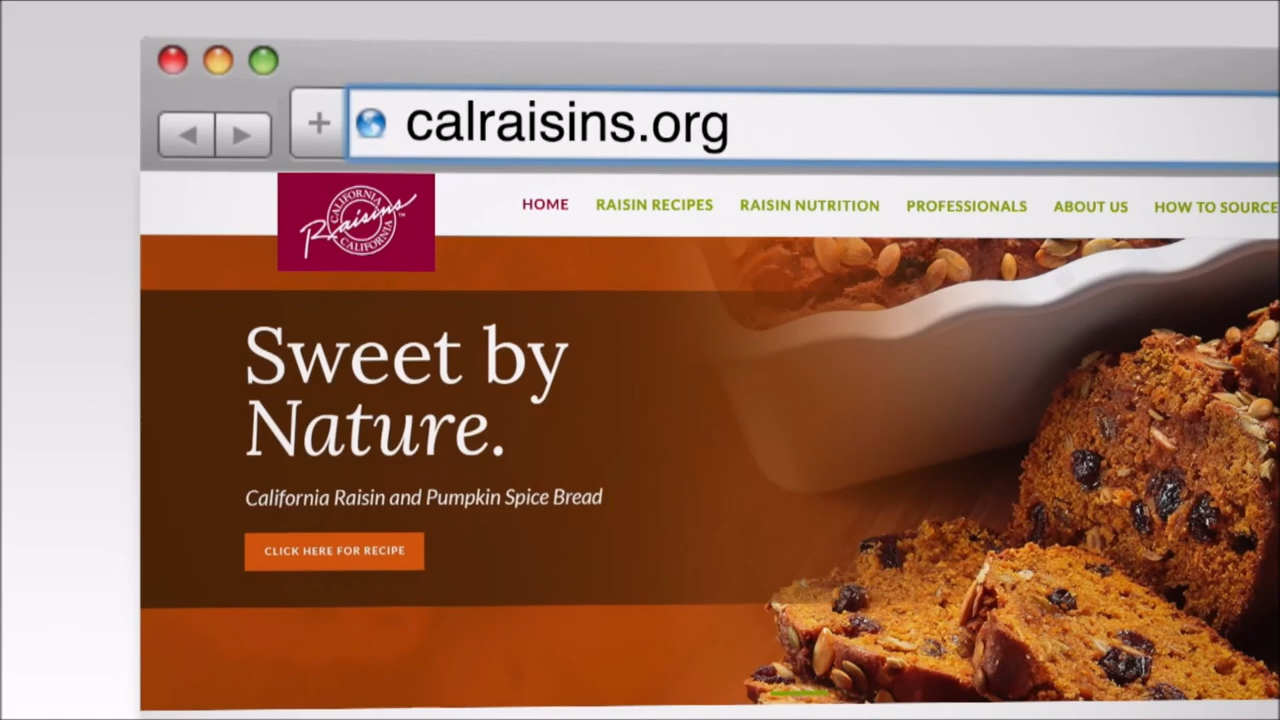 calraisins.org
CALIFORNIA
Raisins™
CALIFORNIA
HOME RAISIN RECIPES RAISIN NUTRITION PROFESSIONALS ABOUT US HOW TO SOURCE
Sweet by
Nature.
California Raisin and Pumpkin Spice Bread
CLICK HERE FOR RECIPE